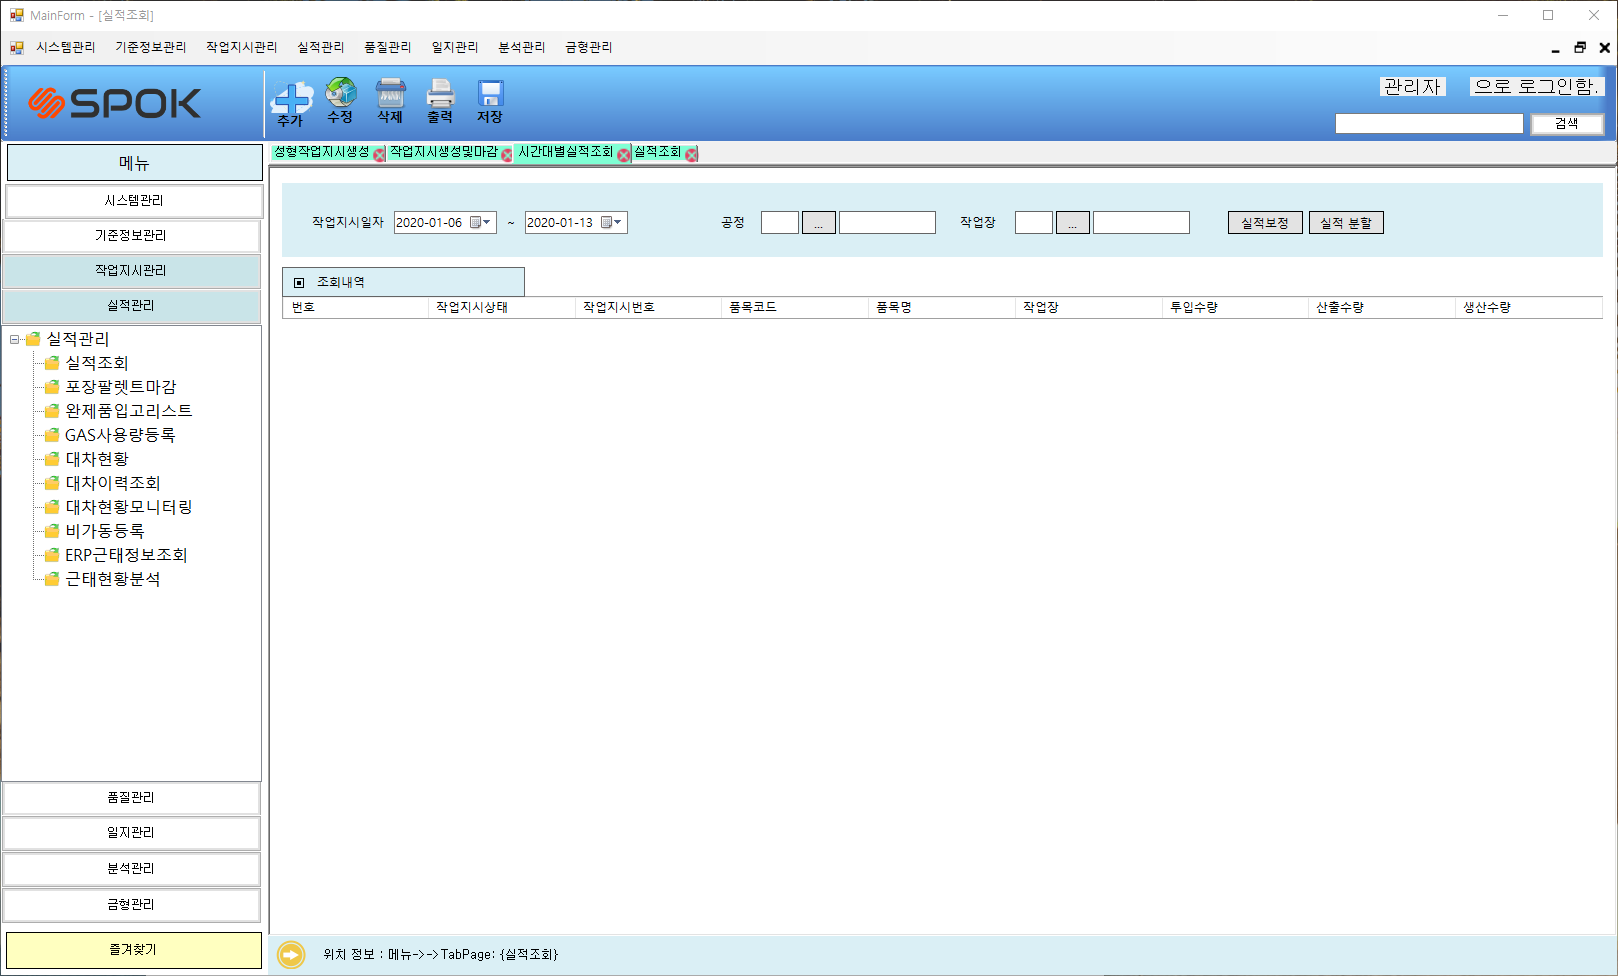 MainForm - [실적조회]
시스템관리 기준정보관리 작업지시관리 실적관리 품질관리 일지관리 분석관리 금형관리
SPOK
추가 수정 삭제 출력 저장
관리자 으로 로그인함.
검색
메뉴
시스템관리
기준정보관리
작업지시관리
실적관리
실적관리
실적조회
포장팔렛트마감
완제품입고리스트
GAS사용량등록
대차현황
대차이력조회
대차현황모니터링
비가동등록
ERP근태정보조회
근태현황분석
품질관리
일지관리
분석관리
금형관리
즐겨찾기
성형작업지시생성 작업지시생성및마감 시간대별실적조회 실적조회
작업지시일자 2020-01-06 ~ 2020-01-13 공정 ... 작업장 ... 실적보정 실적 분할
조회내역
번호 작업지시상태 작업지시번호 품목코드 품목명 작업장 투입수량 산출수량 생산수량
위치 정보 : 메뉴->->TabPage: {실적조회}